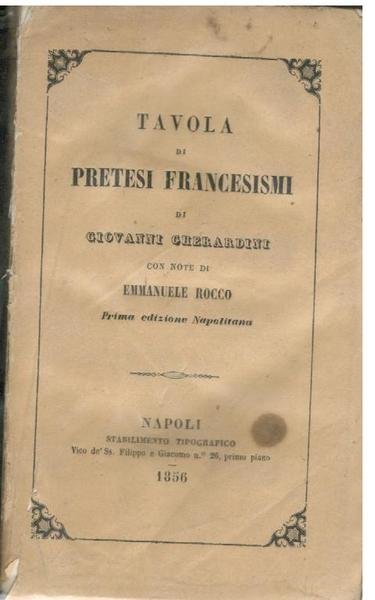 TAVOLA
DI
PRETESI FRANCESISMI
DI
GIOVANNI GHERARDINI
CON NOTE DI
EMMANUELE ROCCO
Prima edizione Napolitana
NAPOLI
STABILIMENTO TIPOGRAFICO
Vico de' Ss. Filippo e Giacomo n.º 26, primo piano
1856